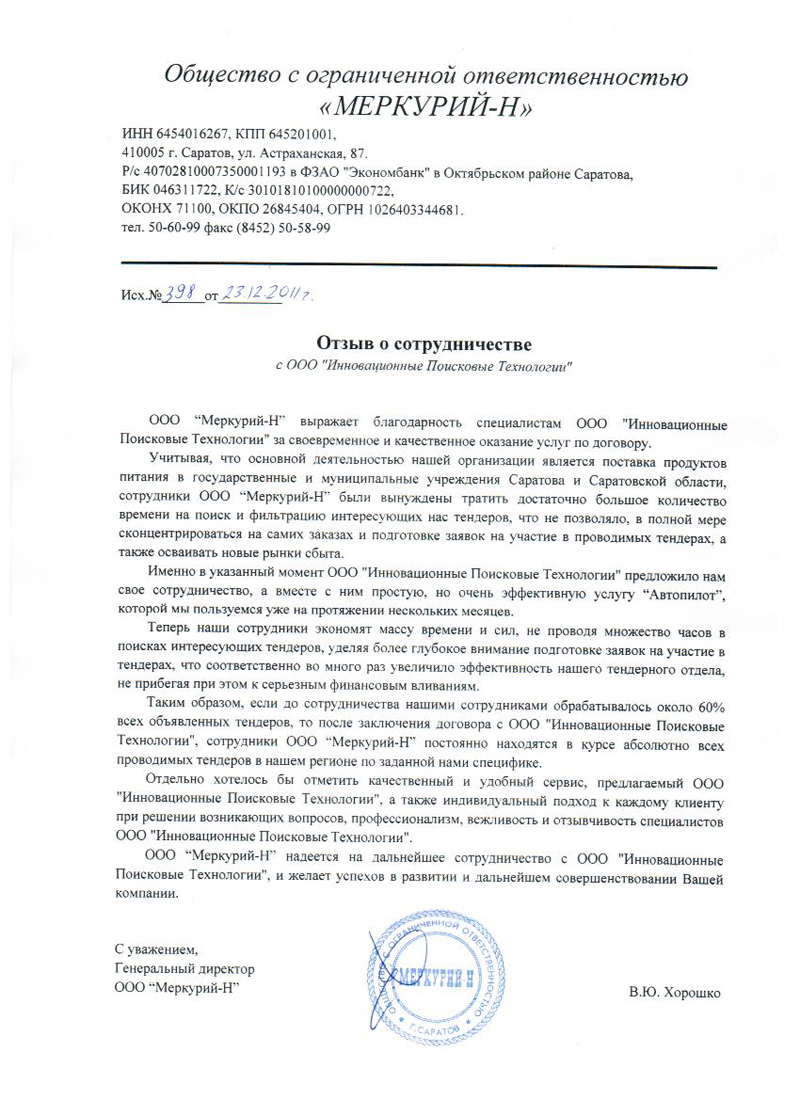 Общество с ограниченной ответственностью
«МЕРКУРИЙ-Н»
ИНН 6454016267, КПП 645201001,
410005 г. Саратов, ул. Астраханская, 87.
Р/с 40702810007350001193 в ФЗАО "Экономбанк" в Октябрьском районе Саратова,
БИК 046311722, К/с 30101810100000000722,
ОКОНХ 71100, ОКПО 26845404, ОГРН 1026403344681.
тел. 50-60-99 факс (8452) 50-58-99
Исх.№ 398 от 23.12.2011 г.
Отзыв о сотрудничестве
с ООО "Инновационные Поисковые Технологии"
ООО “Меркурий-Н” выражает благодарность специалистам ООО "Инновационные
Поисковые Технологии" за своевременное и качественное оказание услуг по договору.
Учитывая, что основной деятельностью нашей организации является поставка продуктов
питания в государственные и муниципальные учреждения Саратова и Саратовской области,
сотрудники ООО “Меркурий-Н” были вынуждены тратить достаточно большое количество
времени на поиск и фильтрацию интересующих нас тендеров, что не позволяло, в полной мере
сконцентрироваться на самих заказах и подготовке заявок на участие в проводимых тендерах, а
также осваивать новые рынки сбыта.
Именно в указанный момент ООО "Инновационные Поисковые Технологии" предложило нам
свое сотрудничество, а вместе с ним простую, но очень эффективную услугу “Автопилот”,
которой мы пользуемся уже на протяжении нескольких месяцев.
Теперь наши сотрудники экономят массу времени и сил, не проводя множество часов в
поисках интересующих тендеров, уделяя более глубокое внимание подготовке заявок на участие в
тендерах, что соответственно во много раз увеличило эффективность нашего тендерного отдела,
не прибегая при этом к серьезным финансовым вливаниям.
Таким образом, если до сотрудничества нашими сотрудниками обрабатывалось около 60%
всех объявленных тендеров, то после заключения договора с ООО "Инновационные Поисковые
Технологии", сотрудники ООО “Меркурий-Н” постоянно находятся в курсе абсолютно всех
проводимых тендеров в нашем регионе по заданной нами специфике.
Отдельно хотелось бы отметить качественный и удобный сервис, предлагаемый ООО
"Инновационные Поисковые Технологии", а также индивидуальный подход к каждому клиенту
при решении возникающих вопросов, профессионализм, вежливость и отзывчивость специалистов
ООО "Инновационные Поисковые Технологии".
ООО “Меркурий-Н” надеется на дальнейшее сотрудничество с ООО "Инновационные
Поисковые Технологии", и желает успехов в развитии и дальнейшем совершенствовании Вашей
компании.
С уважением,
Генеральный директор
ООО “Меркурий-Н”
В.Ю. Хорошко
ОБЩЕСТВО С ОГРАНИЧЕННОЙ ОТВЕТСТВЕННОСТЬЮ
МЕРКУРИЙ-Н
Г.САРАТОВ